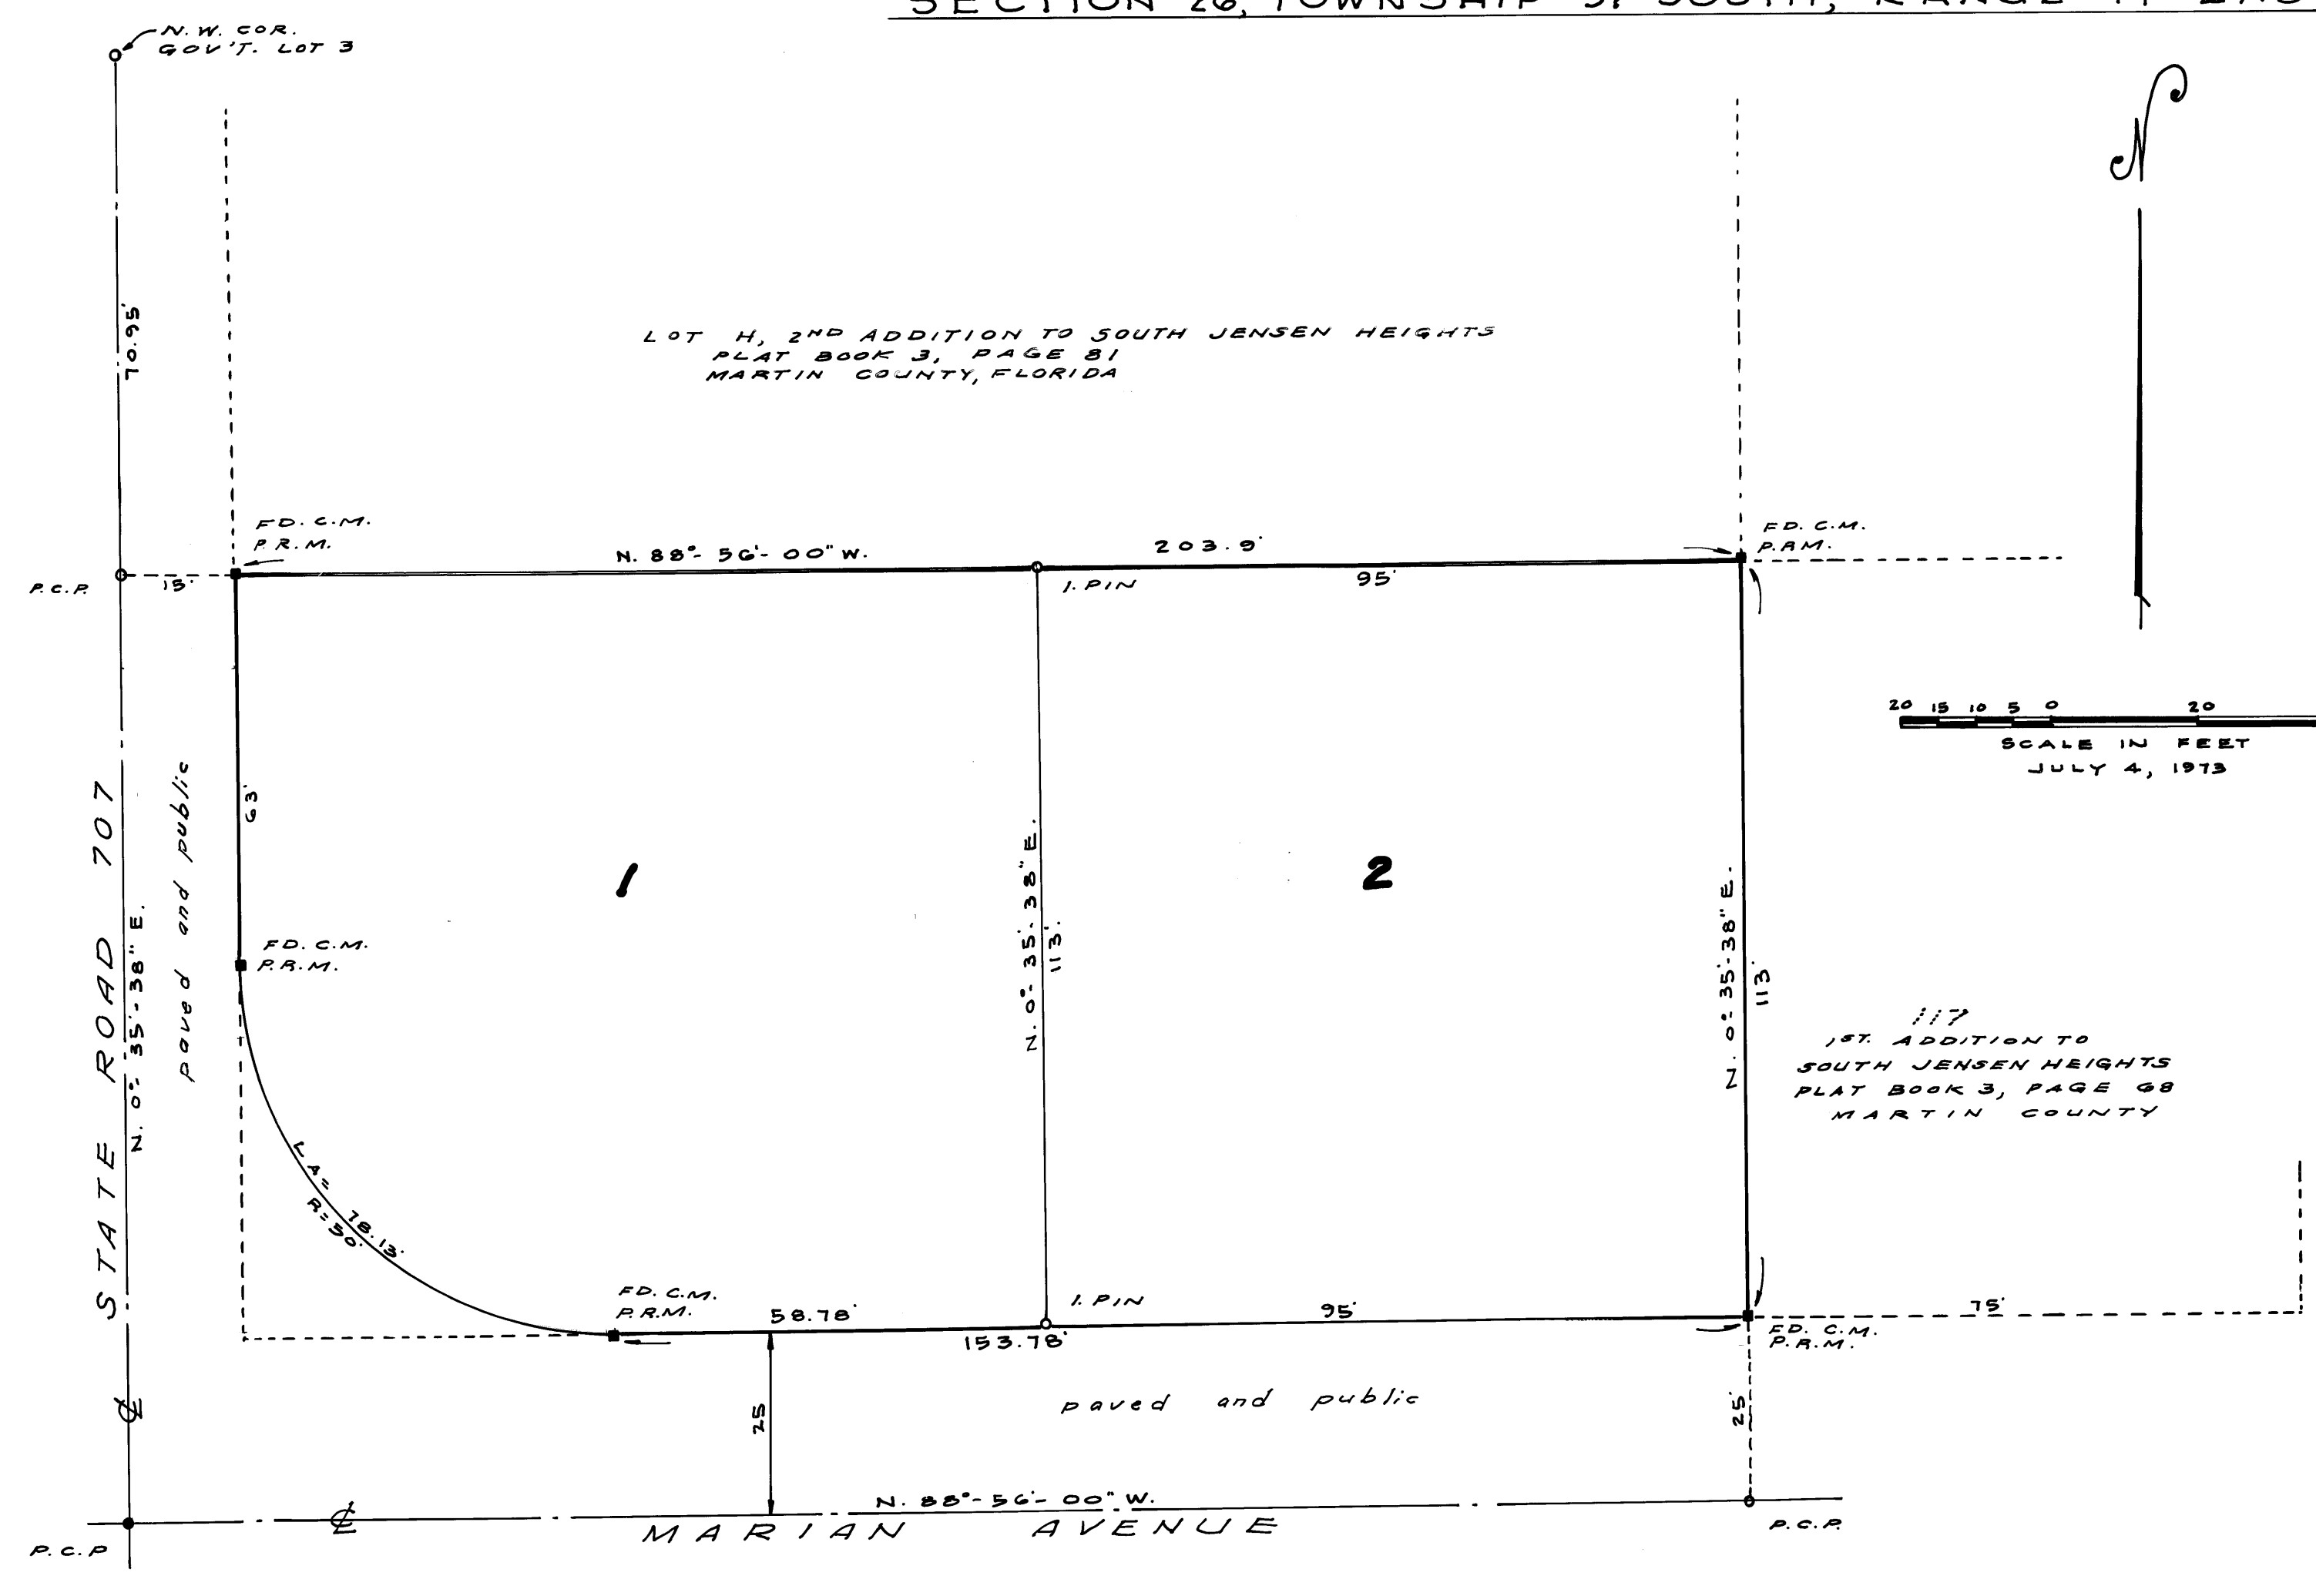 SECTION 26, TOWNSHIP SOUTH, RANGE
N.W. COR.
GOV'T. LOT 3
N
70.95'
LOT H, 2ND ADDITION TO SOUTH JENSEN HEIGHTS
PLAT BOOK 3, PAGE 81
MARTIN COUNTY, FLORIDA
FD. C.M.
P.R.M.
N. 88°-56'-00" W.
203.9'
FD. C.M.
P.R.M.
P.C.P.
15'
I. PIN
95'
20 15 10 5 0 20
SCALE IN FEET
JULY 4, 1973
STATE ROAD 707
N. 0°-35'-38" E.
paved and public
63'
1
2
N. 0°-35'-38" E.
113'
N. 0°-35'-38" E.
113'
FD. C.M.
P.R.M.
117
1ST. ADDITION TO
SOUTH JENSEN HEIGHTS
PLAT BOOK 3, PAGE 68
MARTIN COUNTY
78.13'
R=50'
FD. C.M.
P.R.M.
58.78'
I. PIN
95'
75'
153.78'
FD. C.M.
P.R.M.
25
paved and public
25'
℄
℄
N. 88°-56'-00" W.
MARIAN AVENUE
P.C.P
P.C.P.